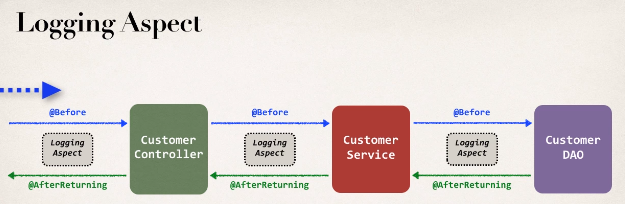 Logging Aspect
@Before
@Before
@Before
Logging
Aspect
Customer
Controller
Logging
Aspect
Customer
Service
Logging
Aspect
Customer
DAO
@AfterReturning
@AfterReturning
@AfterReturning